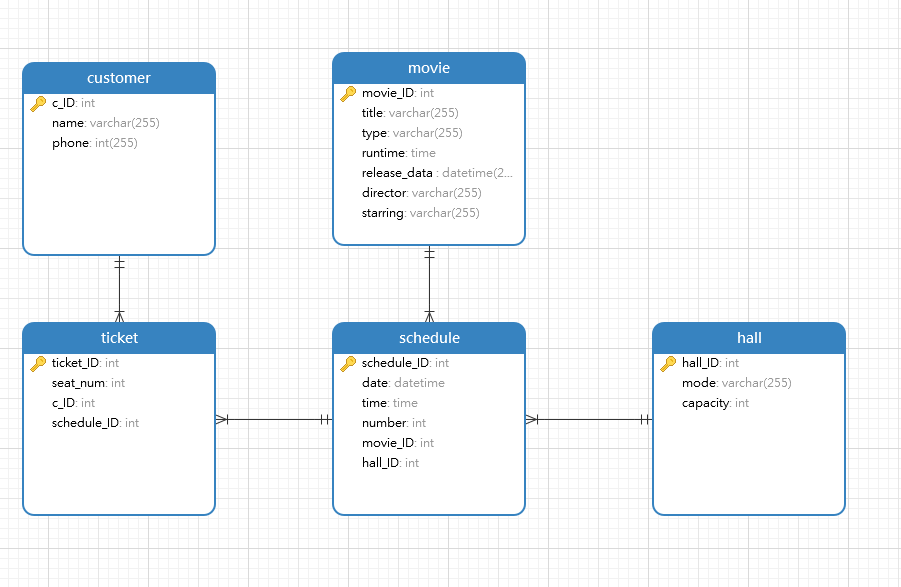 customer
c_ID: int
name: varchar(255)
phone: int(255)
movie
movie_ID: int
title: varchar(255)
type: varchar(255)
runtime: time
release_data : datetime(2...
director: varchar(255)
starring: varchar(255)
ticket
ticket_ID: int
seat_num: int
c_ID: int
schedule_ID: int
schedule
schedule_ID: int
date: datetime
time: time
number: int
movie_ID: int
hall_ID: int
hall
hall_ID: int
mode: varchar(255)
capacity: int